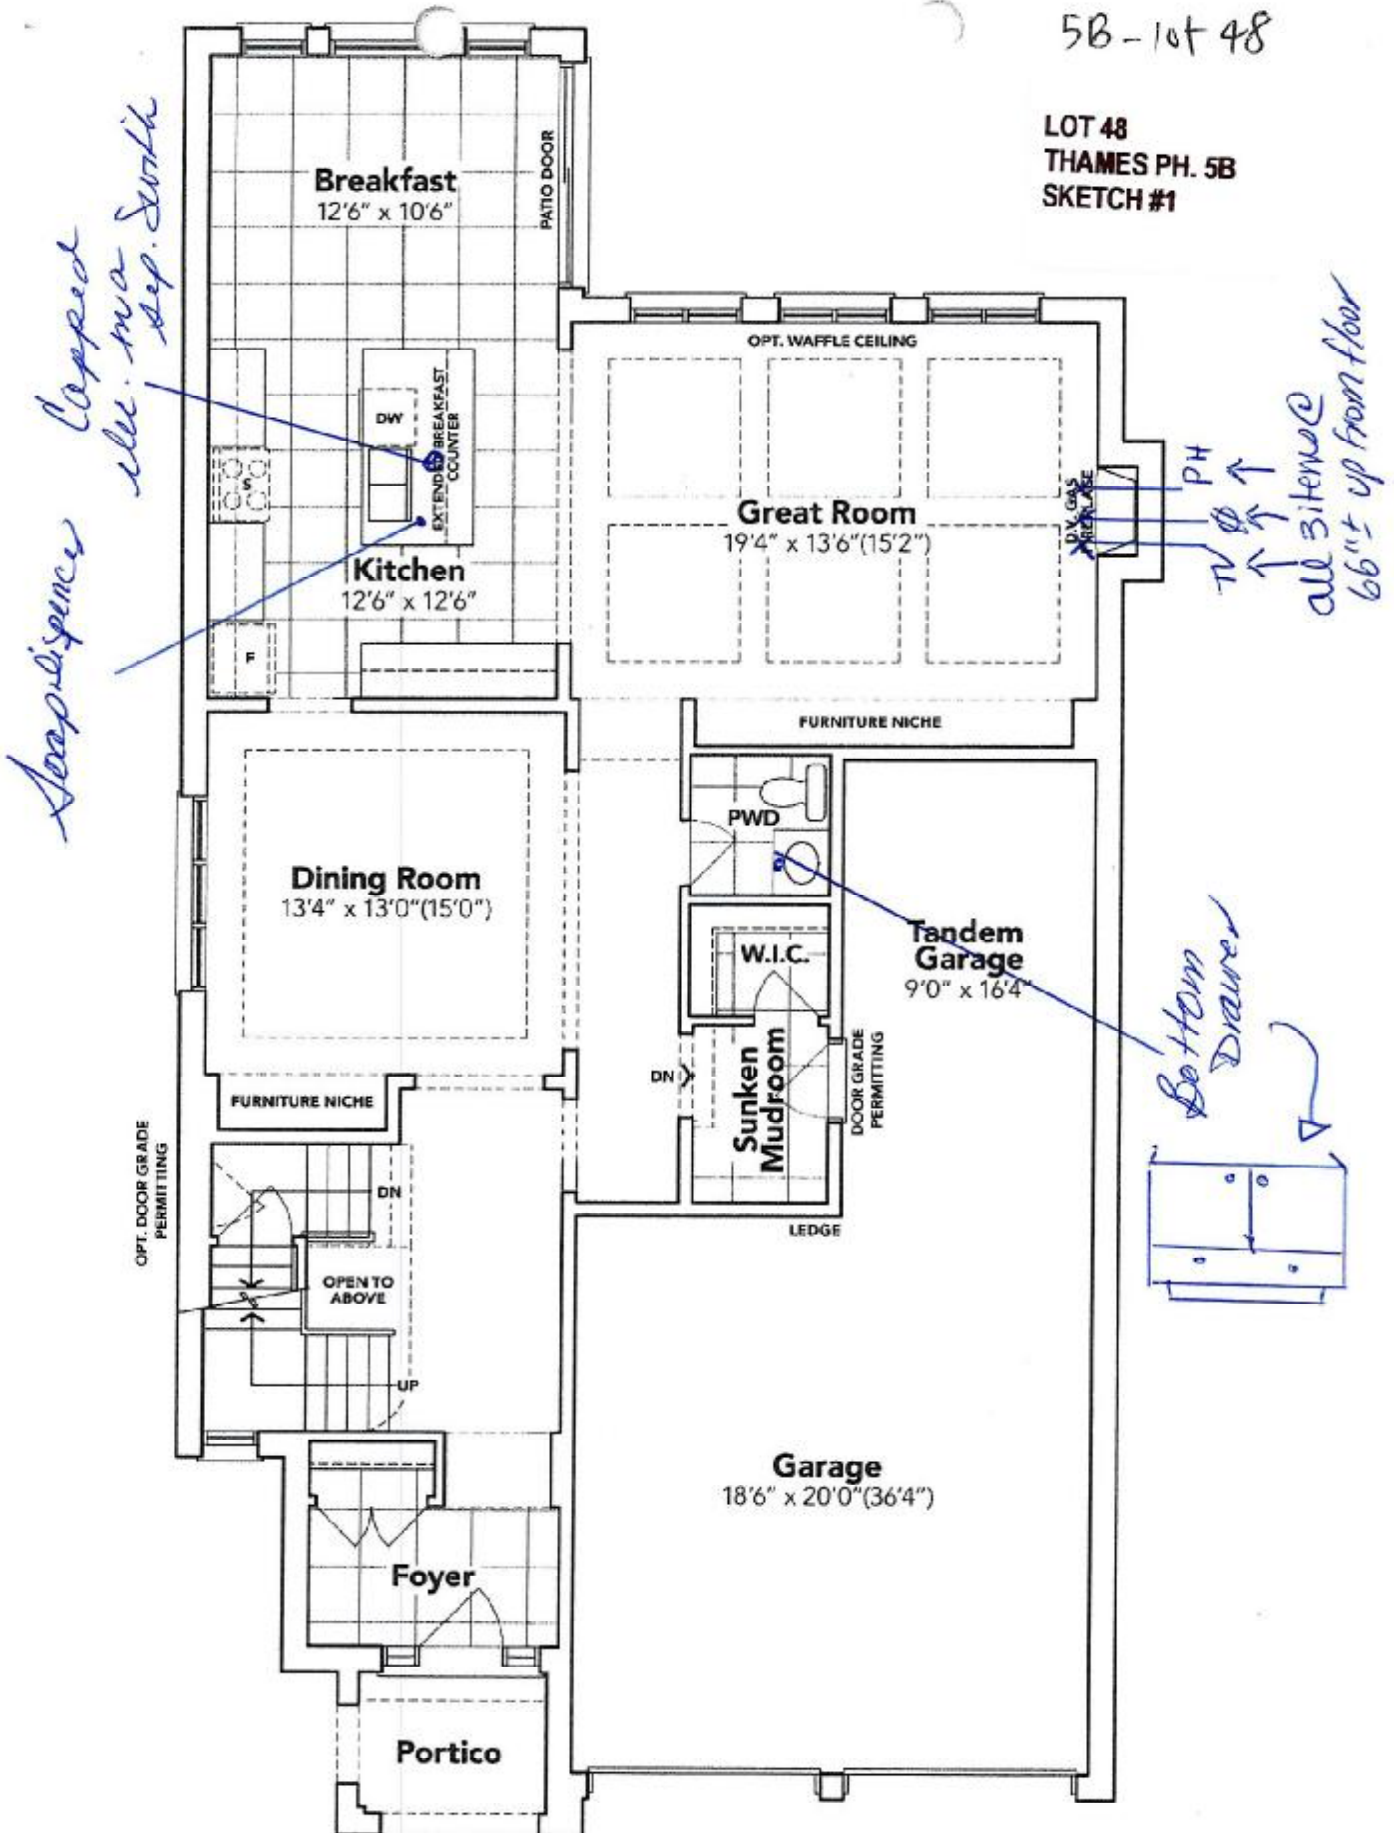 5B - lot 48
LOT 48
THAMES PH. 5B
SKETCH #1
Breakfast
12'6" x 10'6"
PATIO DOOR
Capped
sep. Switch
OPT. WAFFLE CEILING
DW
EXTENDED BREAKFAST
COUNTER
S
Great Room
19'4" x 13'6"(15'2")
D.V. GAS
FIREPLACE
PH
TV
all 3 items @
66"± up from floor
Kitchen
12'6" x 12'6"
F
Soap dispencer
FURNITURE NICHE
PWD
Dining Room
13'4" x 13'0"(15'0")
W.I.C.
Tandem
Garage
9'0" x 16'4"
Bottom
Drawer
DN
Sunken
Mudroom
DOOR GRADE
PERMITTING
FURNITURE NICHE
OPT. DOOR GRADE
PERMITTING
DN
LEDGE
OPEN TO
ABOVE
UP
Garage
18'6" x 20'0"(36'4")
Foyer
Portico